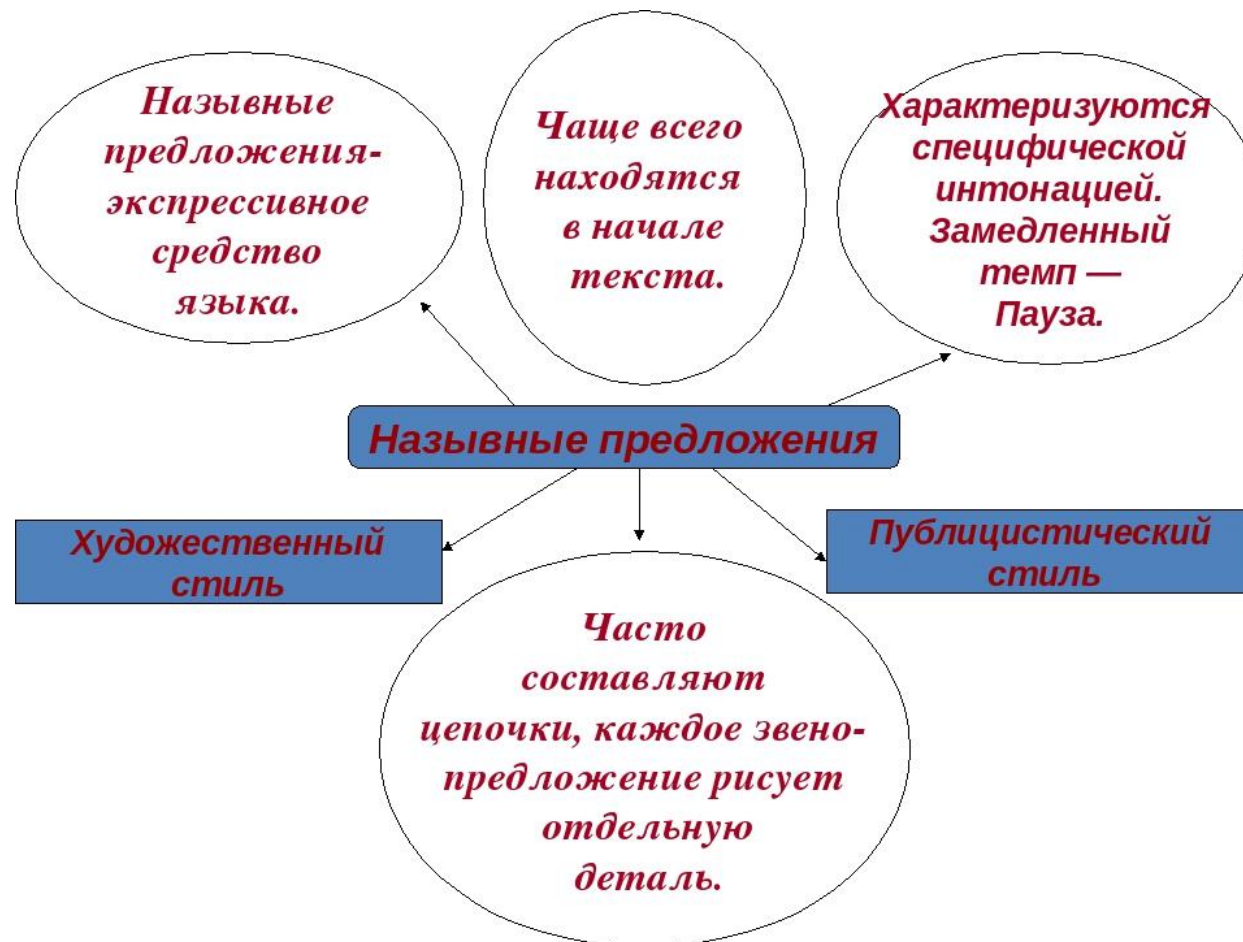 Назывные
предложения-
экспрессивное
средство
языка.
Чаще всего
находятся
в начале
текста.
Характеризуются
специфической
интонацией.
Замедленный
темп —
Пауза.
Назывные предложения
Художественный
стиль
Публицистический
стиль
Часто
составляют
цепочки, каждое звено-
предложение рисует
отдельную
деталь.